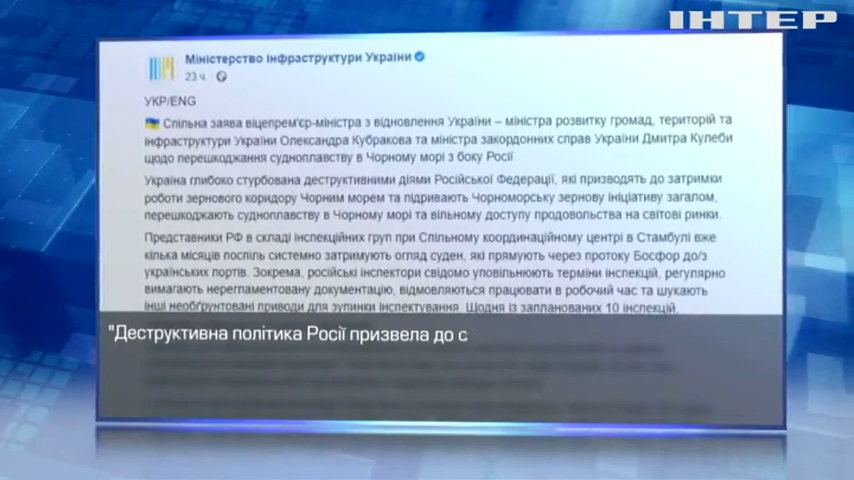 ІНТЕР
Міністерство інфраструктури України
23 ч. ·
УКР/ENG
Спільна заява віцепрем'єр-міністра з відновлення України – міністра розвитку громад, територій та
інфраструктури України Олександра Кубракова та міністра закордонних справ України Дмитра Кулеби
щодо перешкоджання судноплавству в Чорному морі з боку Росії
Україна глибоко стурбована деструктивними діями Російської Федерації, які призводять до затримки
роботи зернового коридору Чорним морем та підривають Чорноморську зернову ініціативу загалом,
перешкоджають судноплавству в Чорному морі та вільному доступу продовольства на світові ринки.
Представники РФ в складі інспекційних груп при Спільному координаційному центрі в Стамбулі вже
кілька місяців поспіль системно затримують огляд суден, які прямують через протоку Босфор до/з
українських портів. Зокрема, російські інспектори свідомо уповільнюють терміни інспекцій, регулярно
вимагають нерегламентовану документацію, відмовляються працювати в робочий час та шукають
інші необґрунтовані приводи для зупинки інспектування. Щодня із запланованих 10 інспекцій,
"Деструктивна політика Росії призвела до с